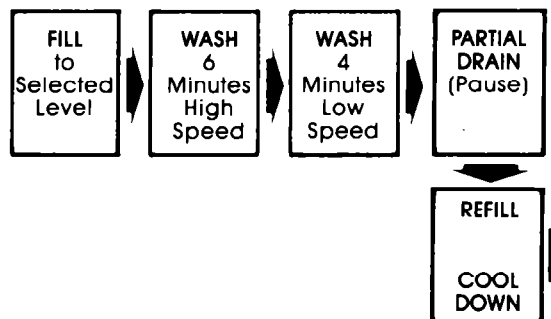 FILL
to
Selected
Level
WASH
6
Minutes
High
Speed
WASH
4
Minutes
Low
Speed
PARTIAL
DRAIN
(Pause)
REFILL
COOL
DOWN